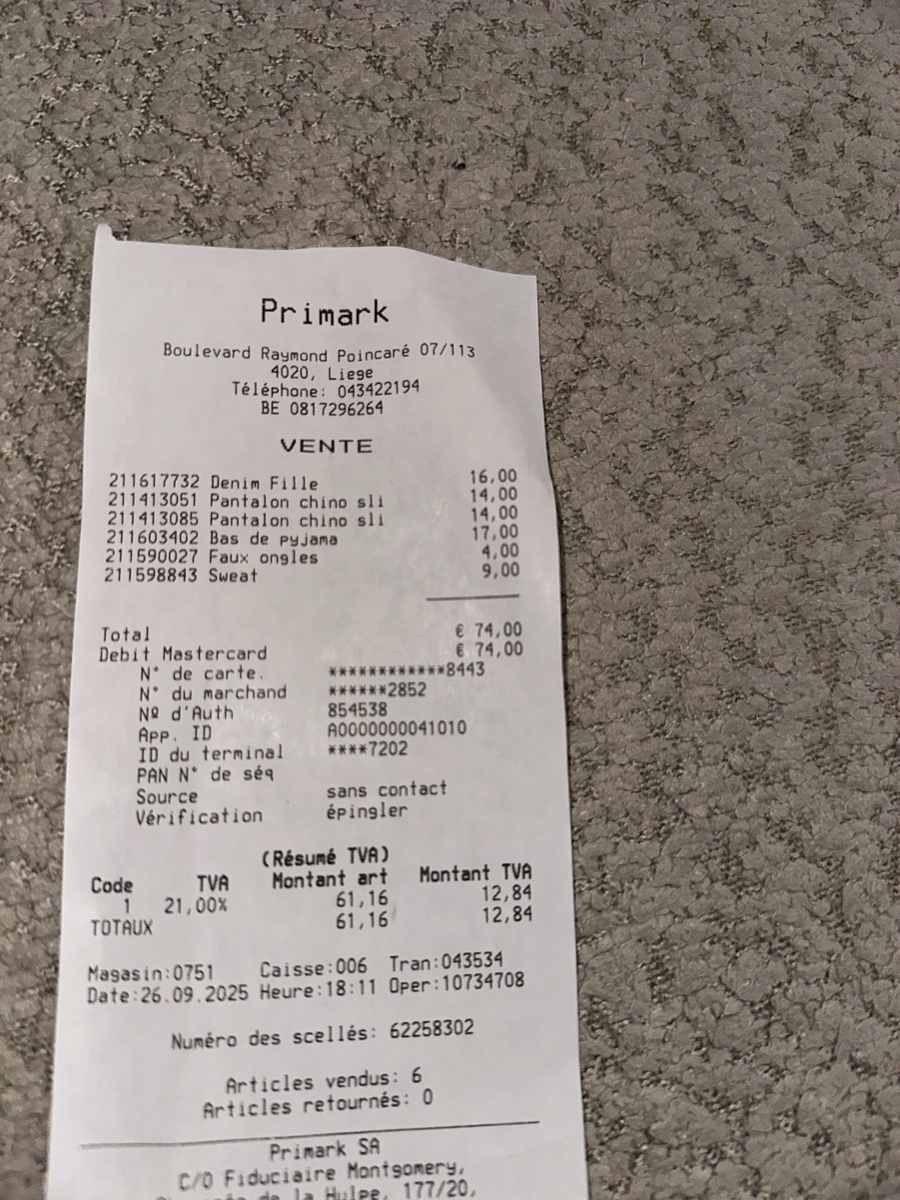 Primark
Boulevard Raymond Poincaré 07/113
4020, Liege
Téléphone: 043422194
BE 0817296264
VENTE
211617732 Denim Fille 16,00
211413051 Pantalon chino sli 14,00
211413085 Pantalon chino sli 14,00
211603402 Bas de pyjama 17,00
211590027 Faux ongles 4,00
211598843 Sweat 9,00
Total € 74,00
Debit Mastercard € 74,00
N° de carte. ************8443
N° du marchand ******2852
Nº d'Auth 854538
App. ID A0000000041010
ID du terminal ****7202
PAN N° de séq
Source sans contact
Vérification épingler
(Résumé TVA)
Code TVA Montant art Montant TVA
1 21,00% 61,16 12,84
TOTAUX 61,16 12,84
Magasin:0751 Caisse:006 Tran:043534
Date:26.09.2025 Heure:18:11 Oper:10734708
Numéro des scellés: 62258302
Articles vendus: 6
Articles retournés: 0
Primark SA
C/O Fiduciaire Montgomery,
de la Hulpe, 177/20,